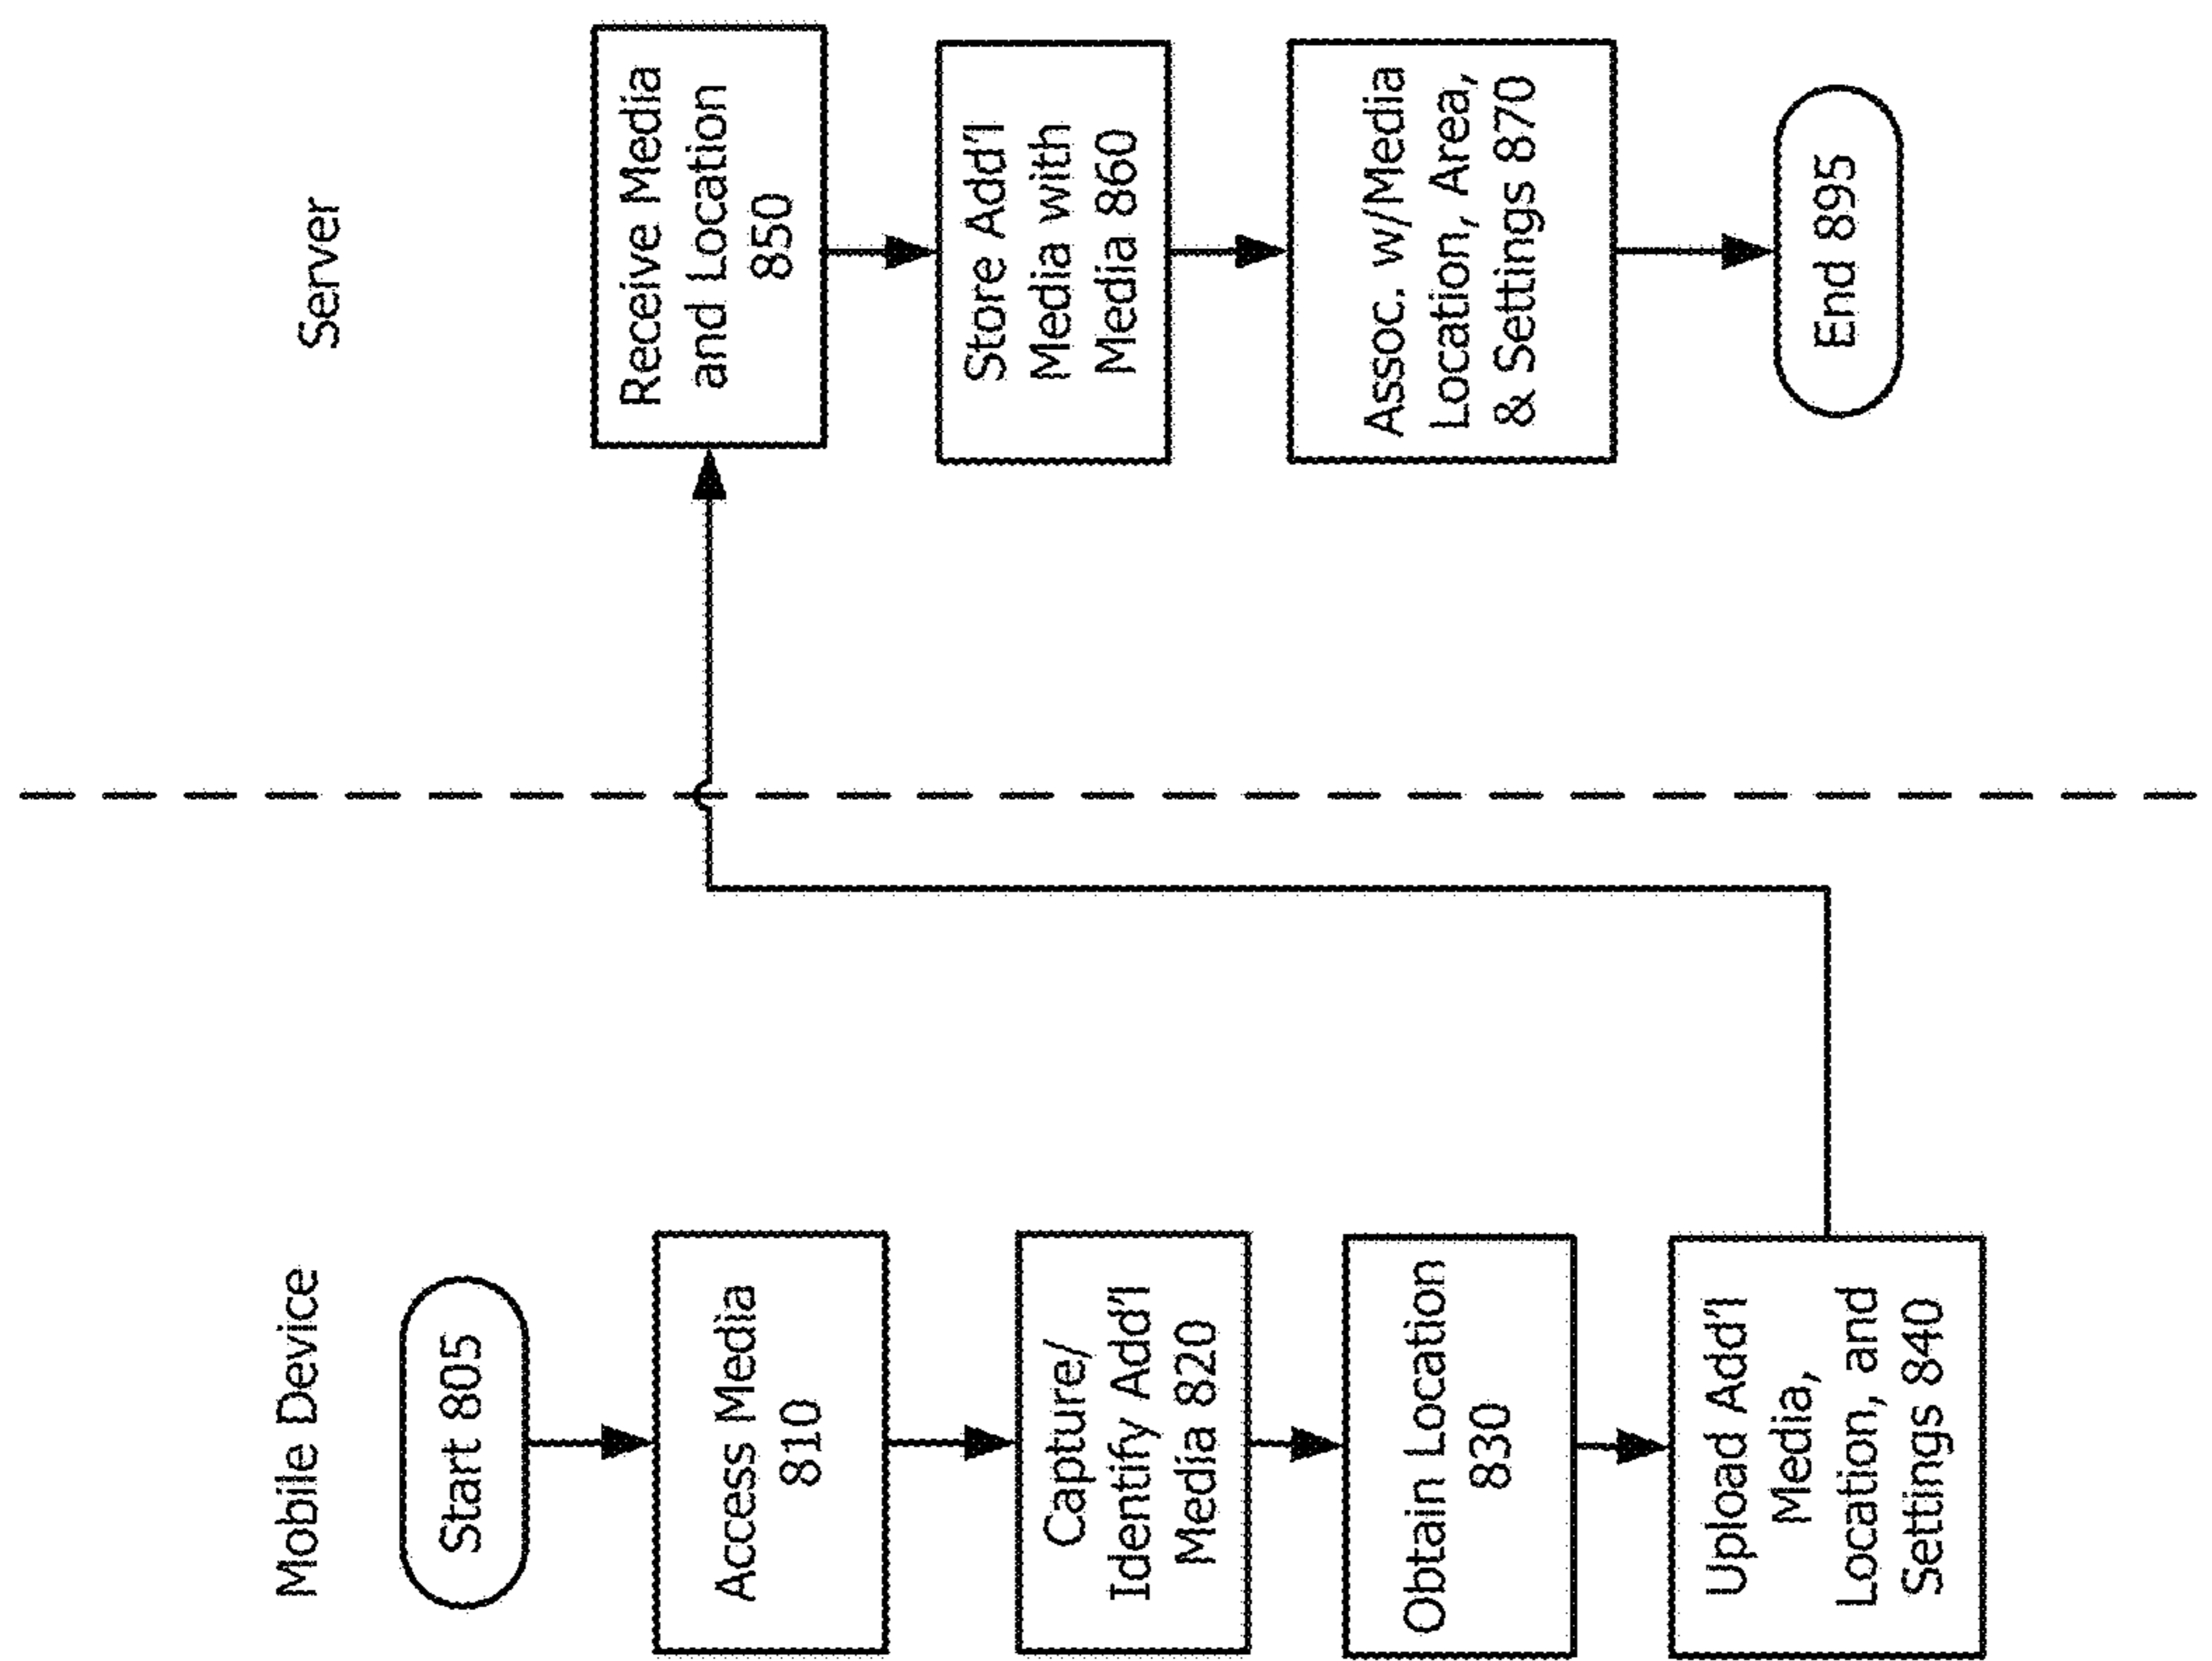 Mobile Device
Start 805
Access Media
810
Capture/
Identify Add'l
Media 820
Obtain Location
830
Upload Add'l
Media,
Location, and
Settings 840
Server
Receive Media
and Location
850
Store Add'l
Media with
Media 860
Assoc. w/Media
Location, Area,
& Settings 870
End 895